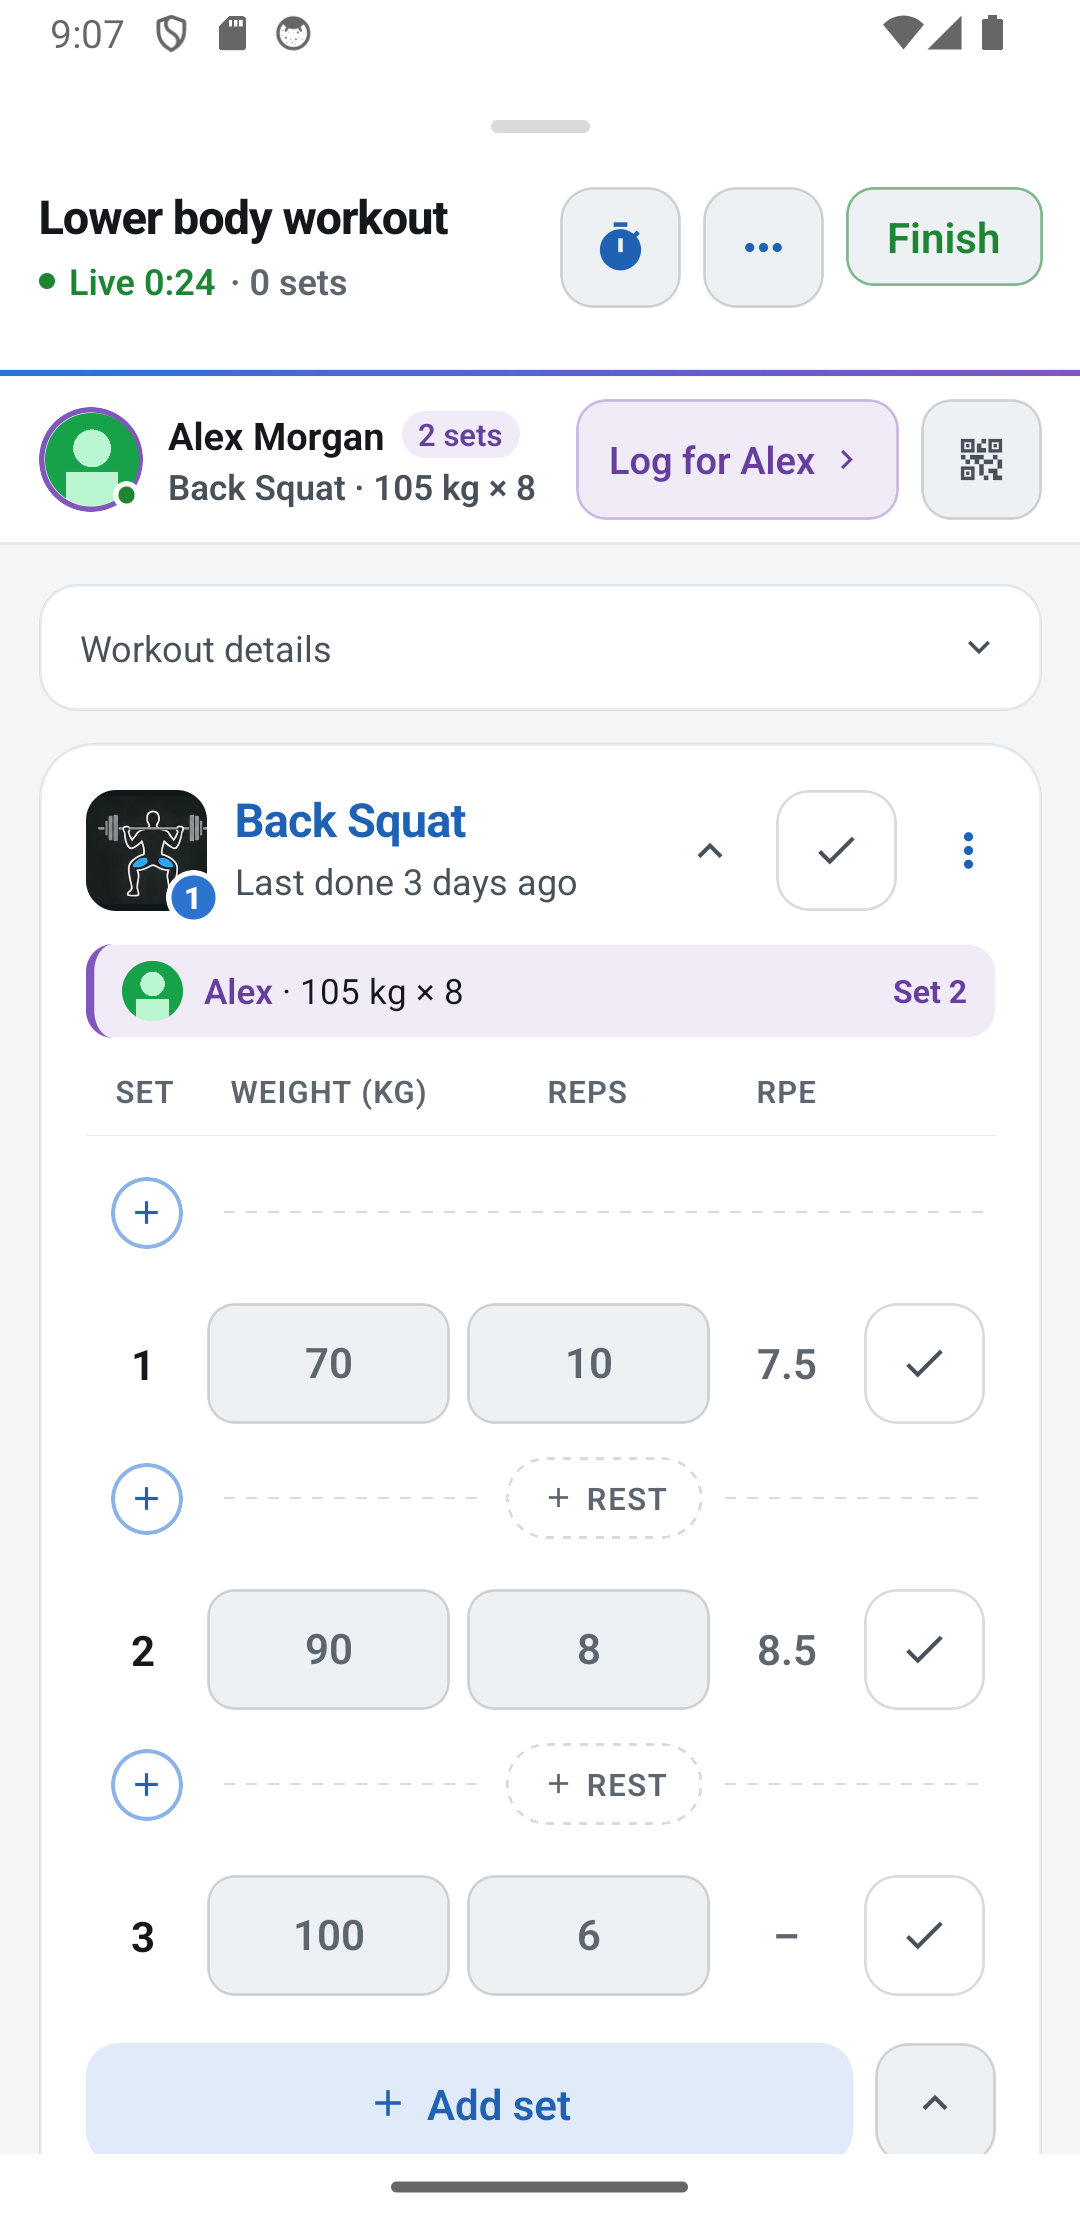 9:07
Lower body workout
Live 0:24 · 0 sets
Finish
Alex Morgan 2 sets
Back Squat · 105 kg × 8
Log for Alex
Workout details
Back Squat
1
Last done 3 days ago
Alex · 105 kg × 8 Set 2
SET WEIGHT (KG) REPS RPE
+
1 70 10 7.5
+ + REST
2 90 8 8.5
+ + REST
3 100 6 –
+ Add set